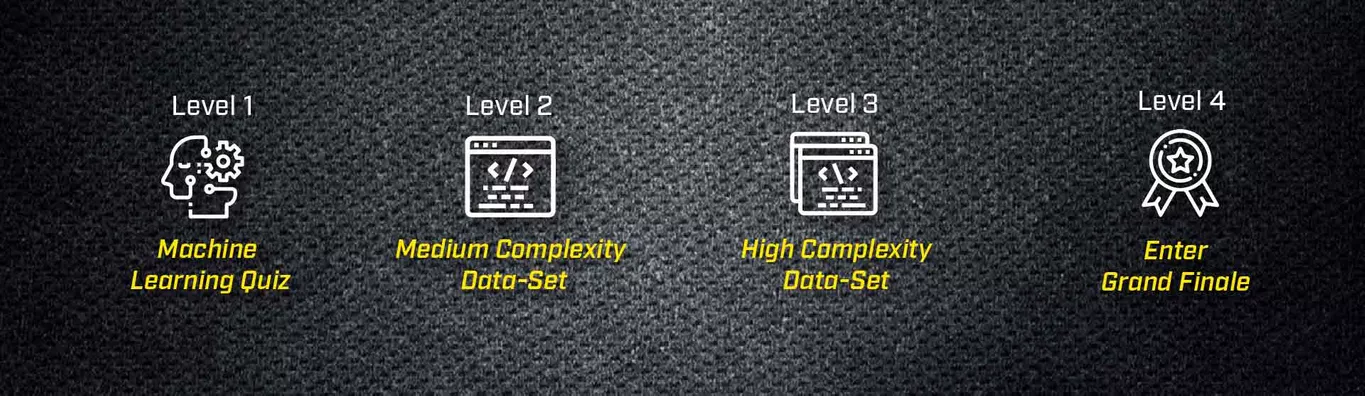 Level 1
Machine
Learning Quiz
Level 2
Medium Complexity
Data-Set
Level 3
High Complexity
Data-Set
Level 4
Enter
Grand Finale